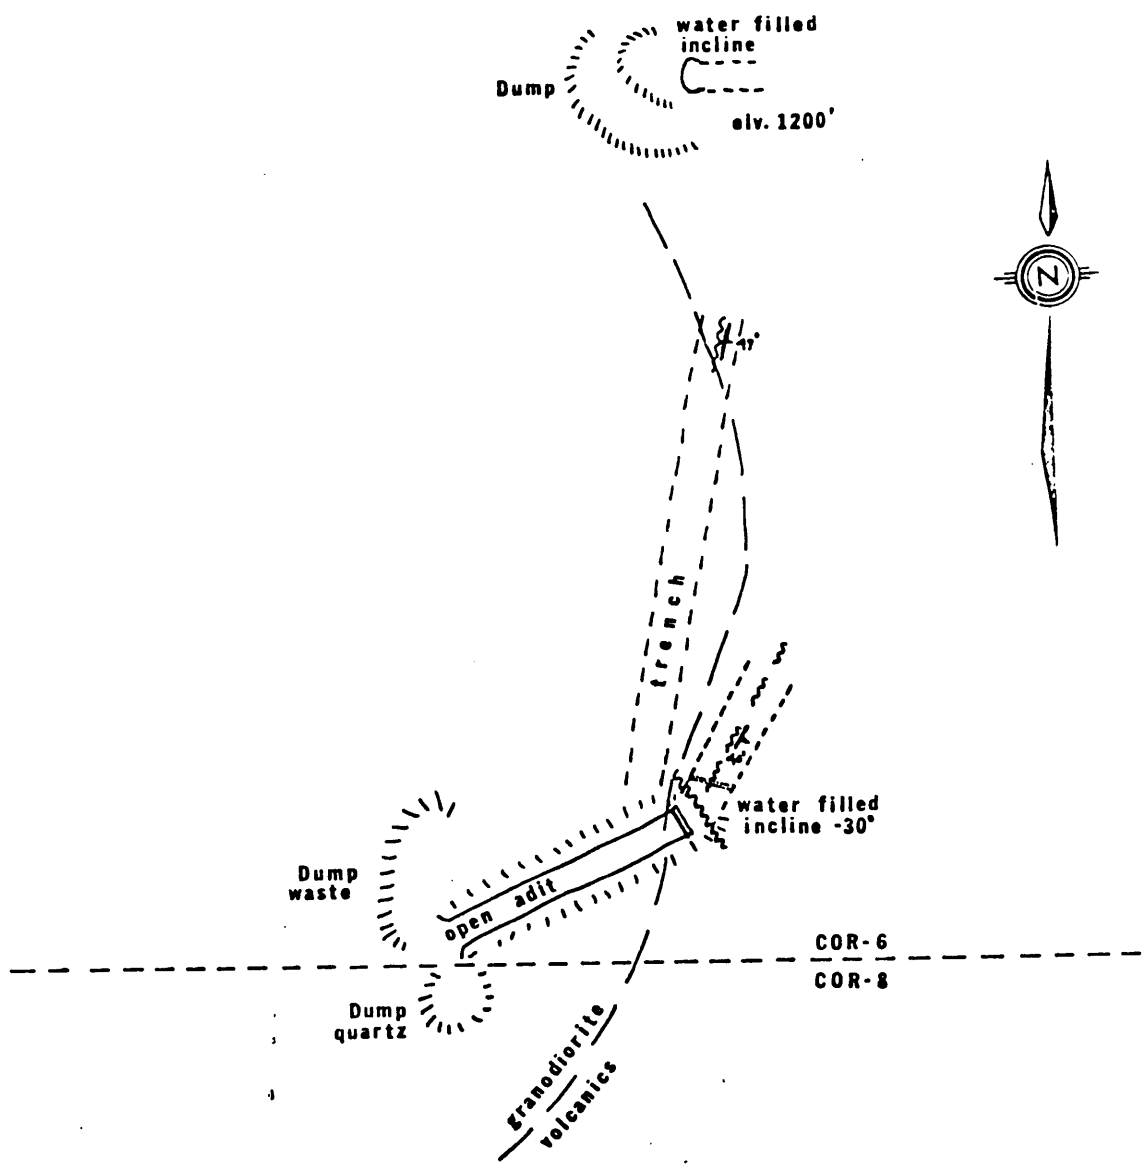 water filled
incline
Dump
elv. 1200'
N
trench
water filled
incline -30°
Dump
waste
open adit
COR-6
COR-8
Dump
quartz
granodiorite
volcanics